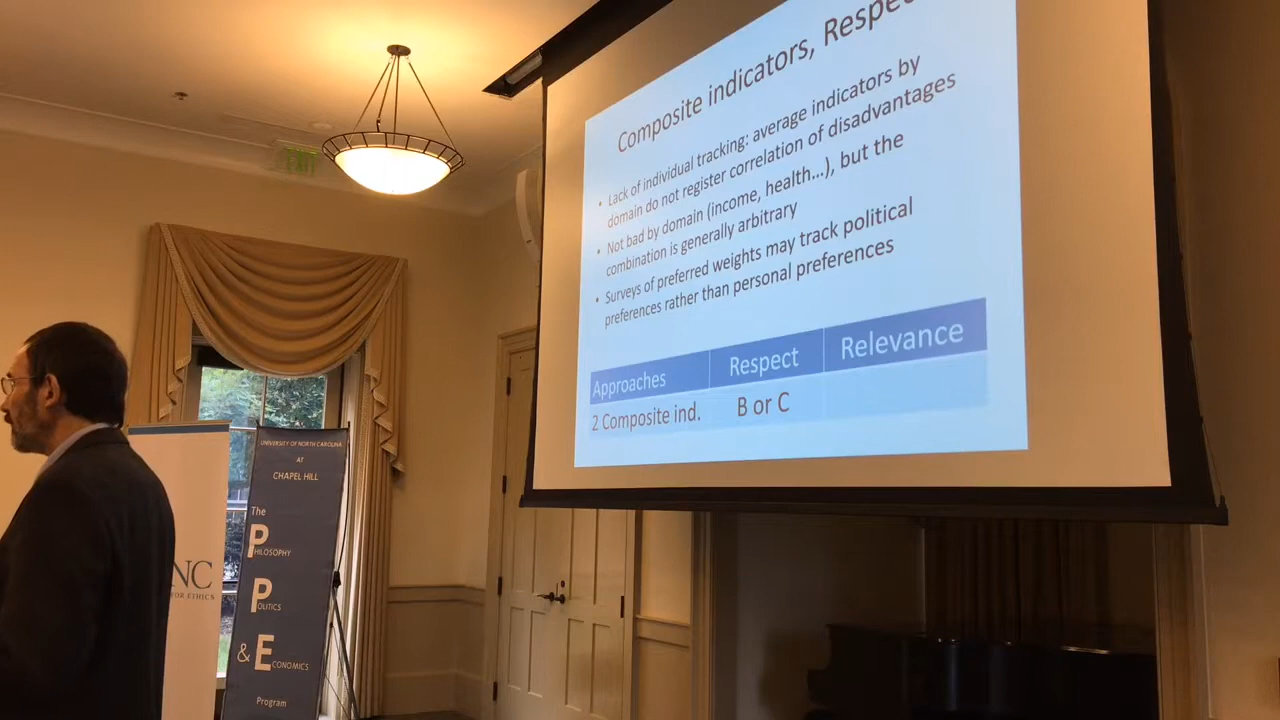 Composite indicators, Respec
• Lack of individual tracking: average indicators by
domain do not register correlation of disadvantages
• Not bad by domain (income, health...), but the
combination is generally arbitrary
• Surveys of preferred weights may track political
preferences rather than personal preferences
Approaches Respect Relevance
2 Composite ind. B or C
EXIT
UNIVERSITY OF NORTH CAROLINA
AT
CHAPEL HILL
The
PHILOSOPHY
POLITICS
& ECONOMICS
Program
NC
FOR ETHICS